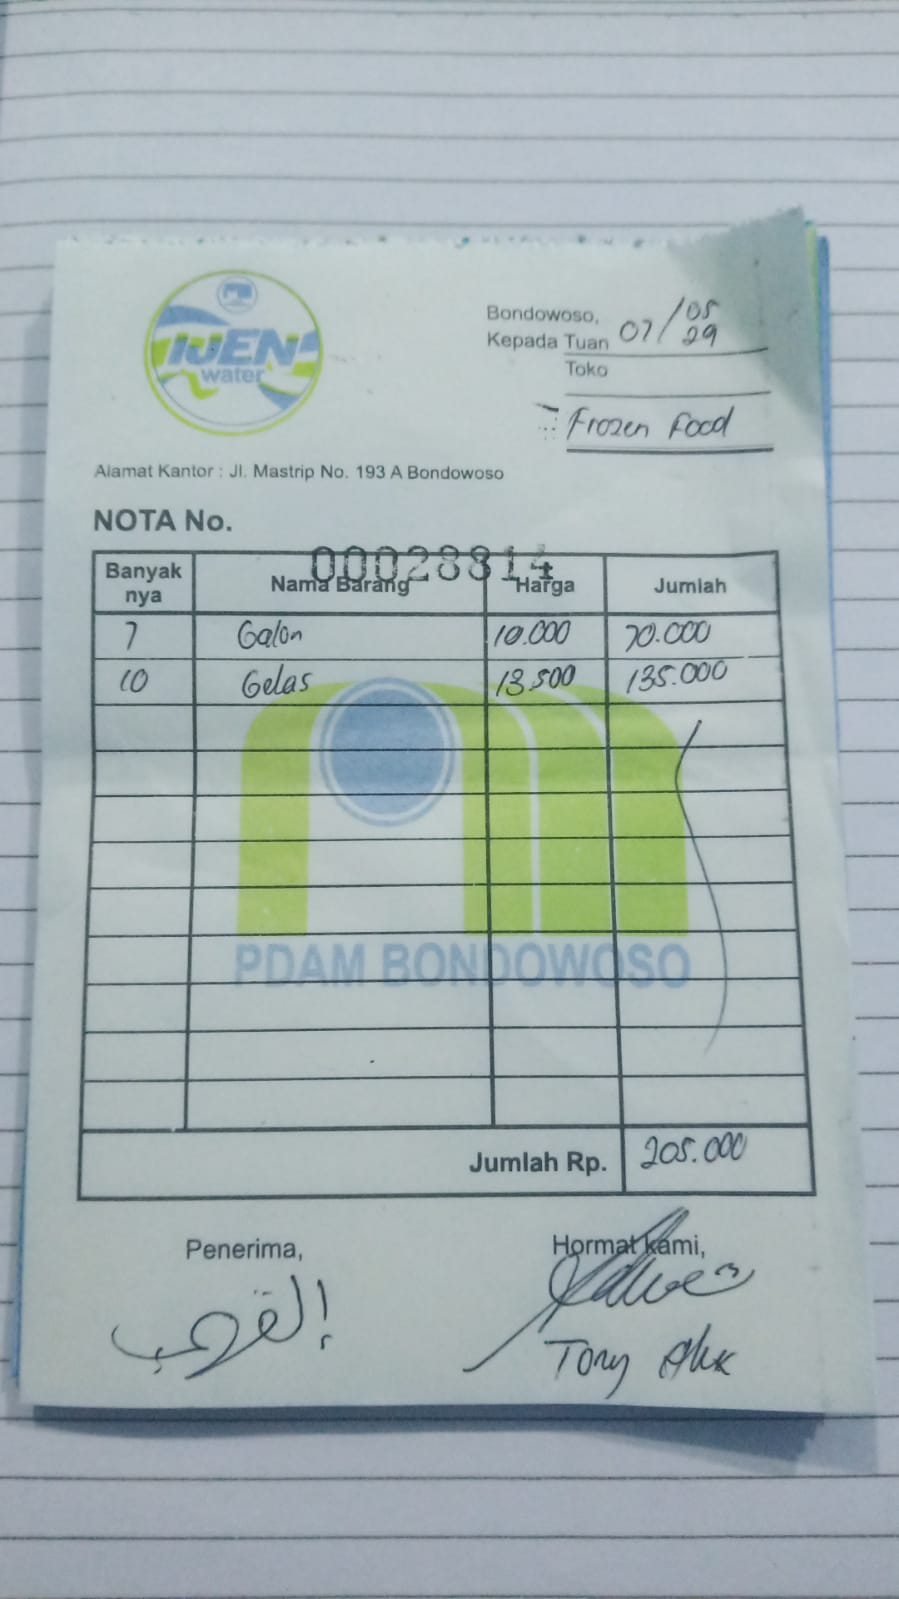 IJEN
water
Bondowoso, 07/05
Kepada Tuan 29
Toko
Frozen Food
Alamat Kantor : Jl. Mastrip No. 193 A Bondowoso
NOTA No.
00028814
Banyak nya Nama Barang Harga Jumlah
7 Galon 10.000 70.000
10 Gelas 13.500 135.000
PDAM BONDOWOSO
Jumlah Rp. 205.000
Penerima, Hormat kami,
Tony